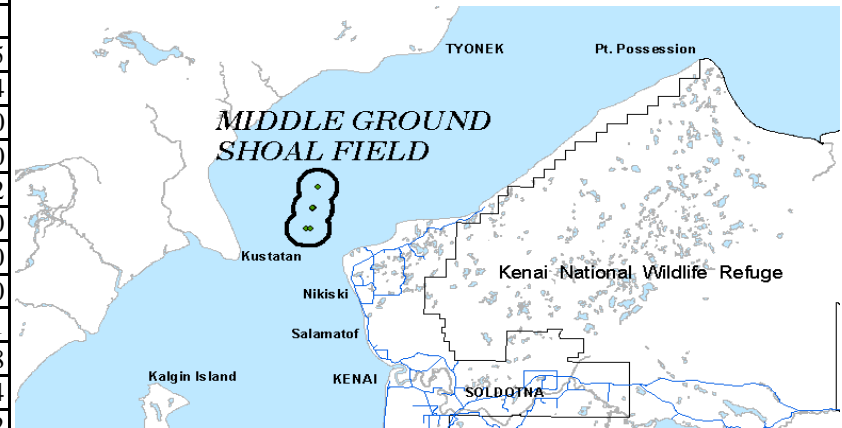 TYONEK
Pt. Possession
MIDDLE GROUND
SHOAL FIELD
Kustatan
Kenai National Wildlife Refuge
Nikiski
Salamatof
Kalgin Island
KENAI
SOLDOTNA